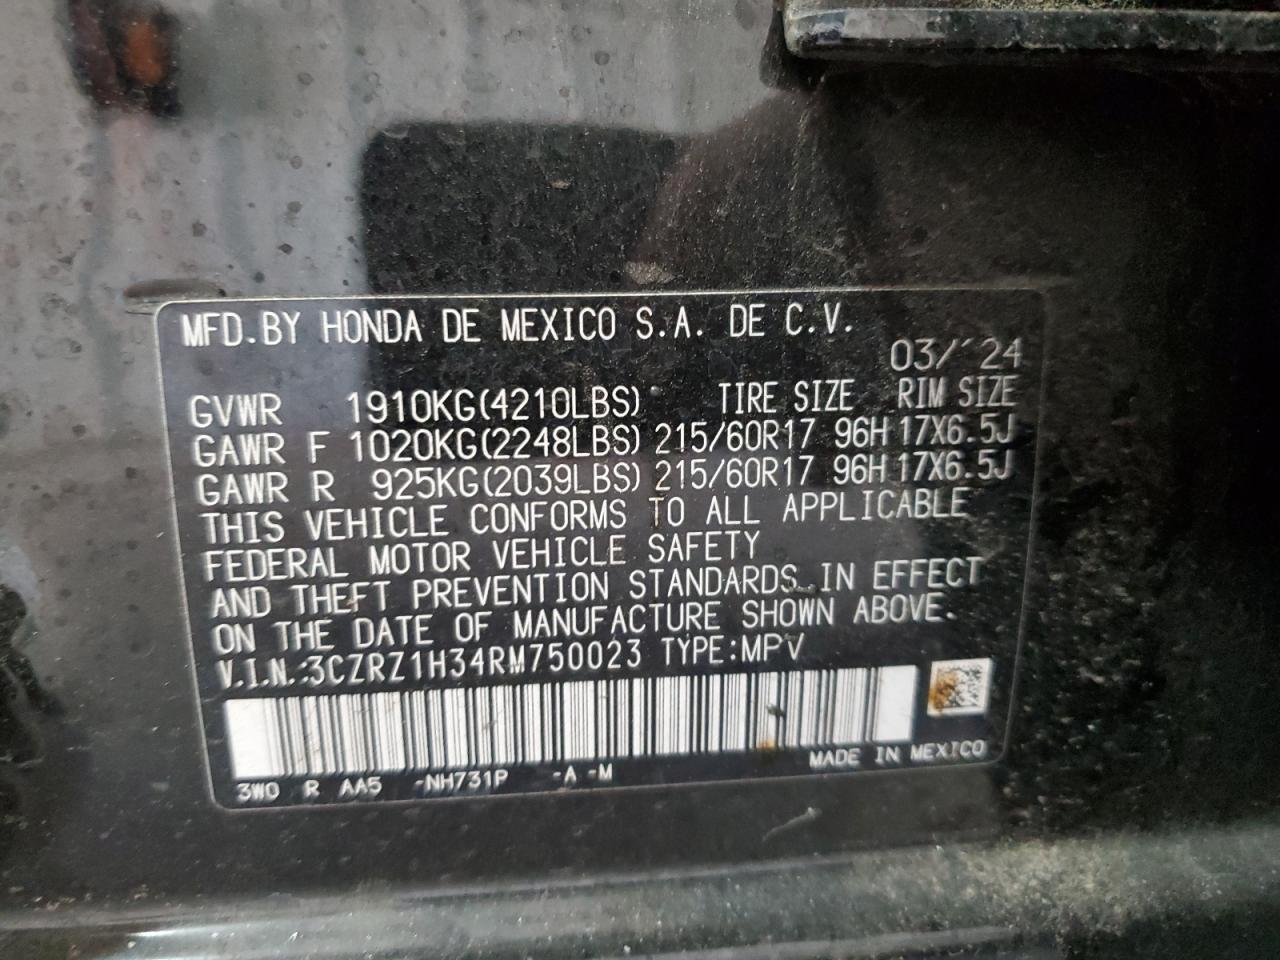 MFD.BY HONDA DE MEXICO S.A. DE C.V.
03/'24
GVWR 1910KG(4210LBS) TIRE SIZE RIM SIZE
GAWR F 1020KG(2248LBS) 215/60R17 96H 17X6.5J
GAWR R 925KG(2039LBS) 215/60R17 96H 17X6.5J
THIS VEHICLE CONFORMS TO ALL APPLICABLE
FEDERAL MOTOR VEHICLE SAFETY
AND THEFT PREVENTION STANDARDS IN EFFECT
ON THE DATE OF MANUFACTURE SHOWN ABOVE.
V.I.N.:3CZRZ1H34RM750023 TYPE:MPV
MADE IN MEXICO
3W0 R AA5 -NH731P -A -M